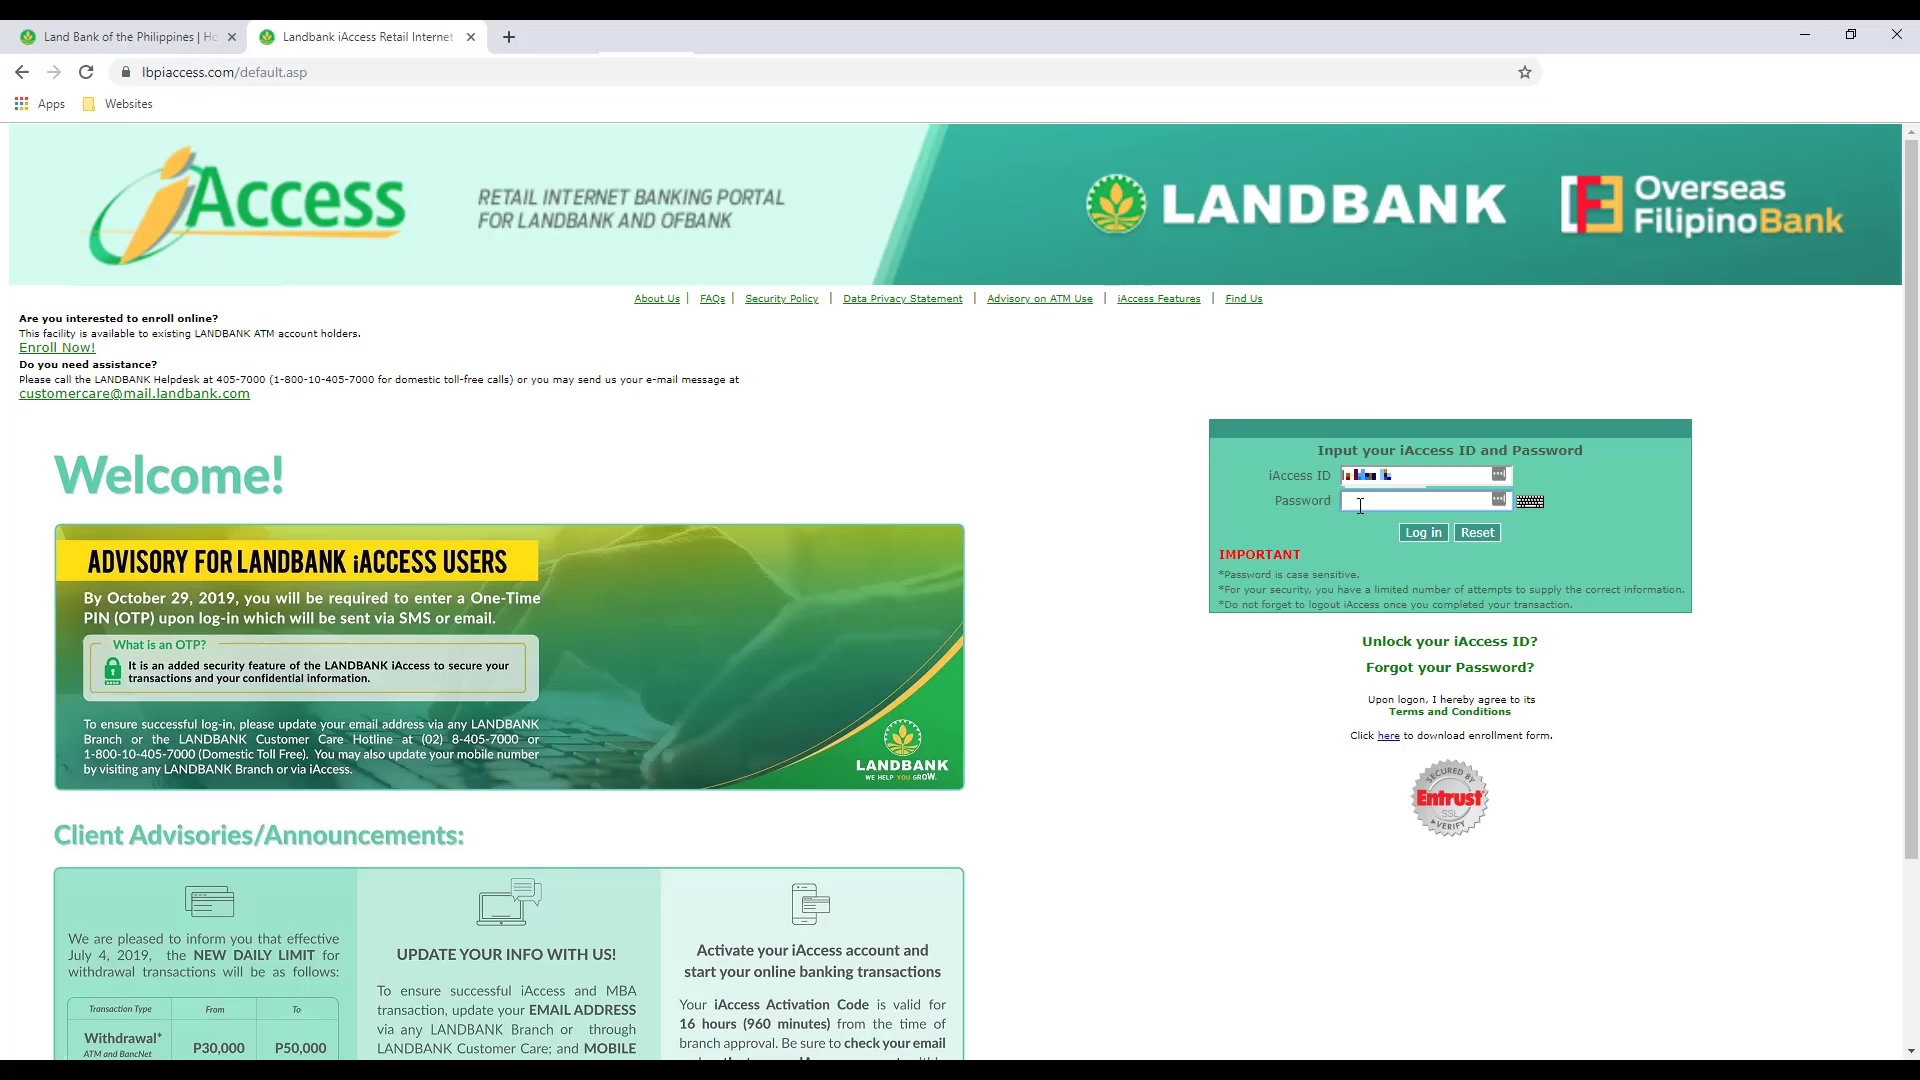 Land Bank of the Philippines | Ho
Landbank iAccess Retail Internet
lbpiaccess.com/default.asp
Apps
Websites
iAccess
RETAIL INTERNET BANKING PORTAL
FOR LANDBANK AND OFBANK
LANDBANK
Overseas
FilipinoBank
About Us | FAQs | Security Policy | Data Privacy Statement | Advisory on ATM Use | iAccess Features | Find Us
Are you interested to enroll online?
This facility is available to existing LANDBANK ATM account holders.
Enroll Now!
Do you need assistance?
Please call the LANDBANK Helpdesk at 405-7000 (1-800-10-405-7000 for domestic toll-free calls) or you may send us your e-mail message at
customercare@mail.landbank.com
Welcome!
ADVISORY FOR LANDBANK iACCESS USERS
By October 29, 2019, you will be required to enter a One-Time
PIN (OTP) upon log-in which will be sent via SMS or email.
What is an OTP?
It is an added security feature of the LANDBANK iAccess to secure your
transactions and your confidential information.
To ensure successful log-in, please update your email address via any LANDBANK
Branch or the LANDBANK Customer Care Hotline at (02) 8-405-7000 or
1-800-10-405-7000 (Domestic Toll Free). You may also update your mobile number
by visiting any LANDBANK Branch or via iAccess.
LANDBANK
WE HELP YOU GROW.
Input your iAccess ID and Password
iAccess ID
Password
Log in
Reset
IMPORTANT
*Password is case sensitive.
*For your security, you have a limited number of attempts to supply the correct information.
*Do not forget to logout iAccess once you completed your transaction.
Unlock your iAccess ID?
Forgot your Password?
Upon logon, I hereby agree to its
Terms and Conditions
Click here to download enrollment form.
SECURED BY
Entrust
SSL
VERIFY
Client Advisories/Announcements:
We are pleased to inform you that effective
July 4, 2019, the NEW DAILY LIMIT for
withdrawal transactions will be as follows:
Transaction Type
From
To
Withdrawal*
ATM and BancNet
P30,000
P50,000
UPDATE YOUR INFO WITH US!
To ensure successful iAccess and MBA
transaction, update your EMAIL ADDRESS
via any LANDBANK Branch or through
LANDBANK Customer Care; and MOBILE
Activate your iAccess account and
start your online banking transactions
Your iAccess Activation Code is valid for
16 hours (960 minutes) from the time of
branch approval. Be sure to check your email